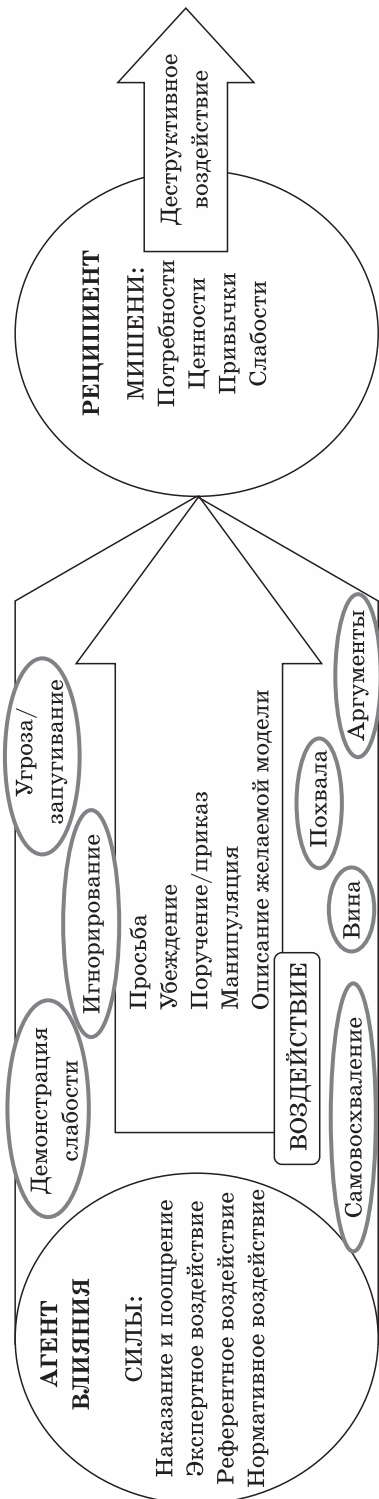 АГЕНТ
ВЛИЯНИЯ
СИЛЫ:
Наказание и поощрение
Экспертное воздействие
Референтное воздействие
Нормативное воздействие
Демонстрация
слабости
Игнорирование
Угроза/
запугивание
Просьба
Убеждение
Поручение/приказ
Манипуляция
Описание желаемой модели
ВОЗДЕЙСТВИЕ
Самовосхваление
Вина
Похвала
Аргументы
РЕЦИПИЕНТ
МИШЕНИ:
Потребности
Ценности
Привычки
Слабости
Деструктивное
воздействие